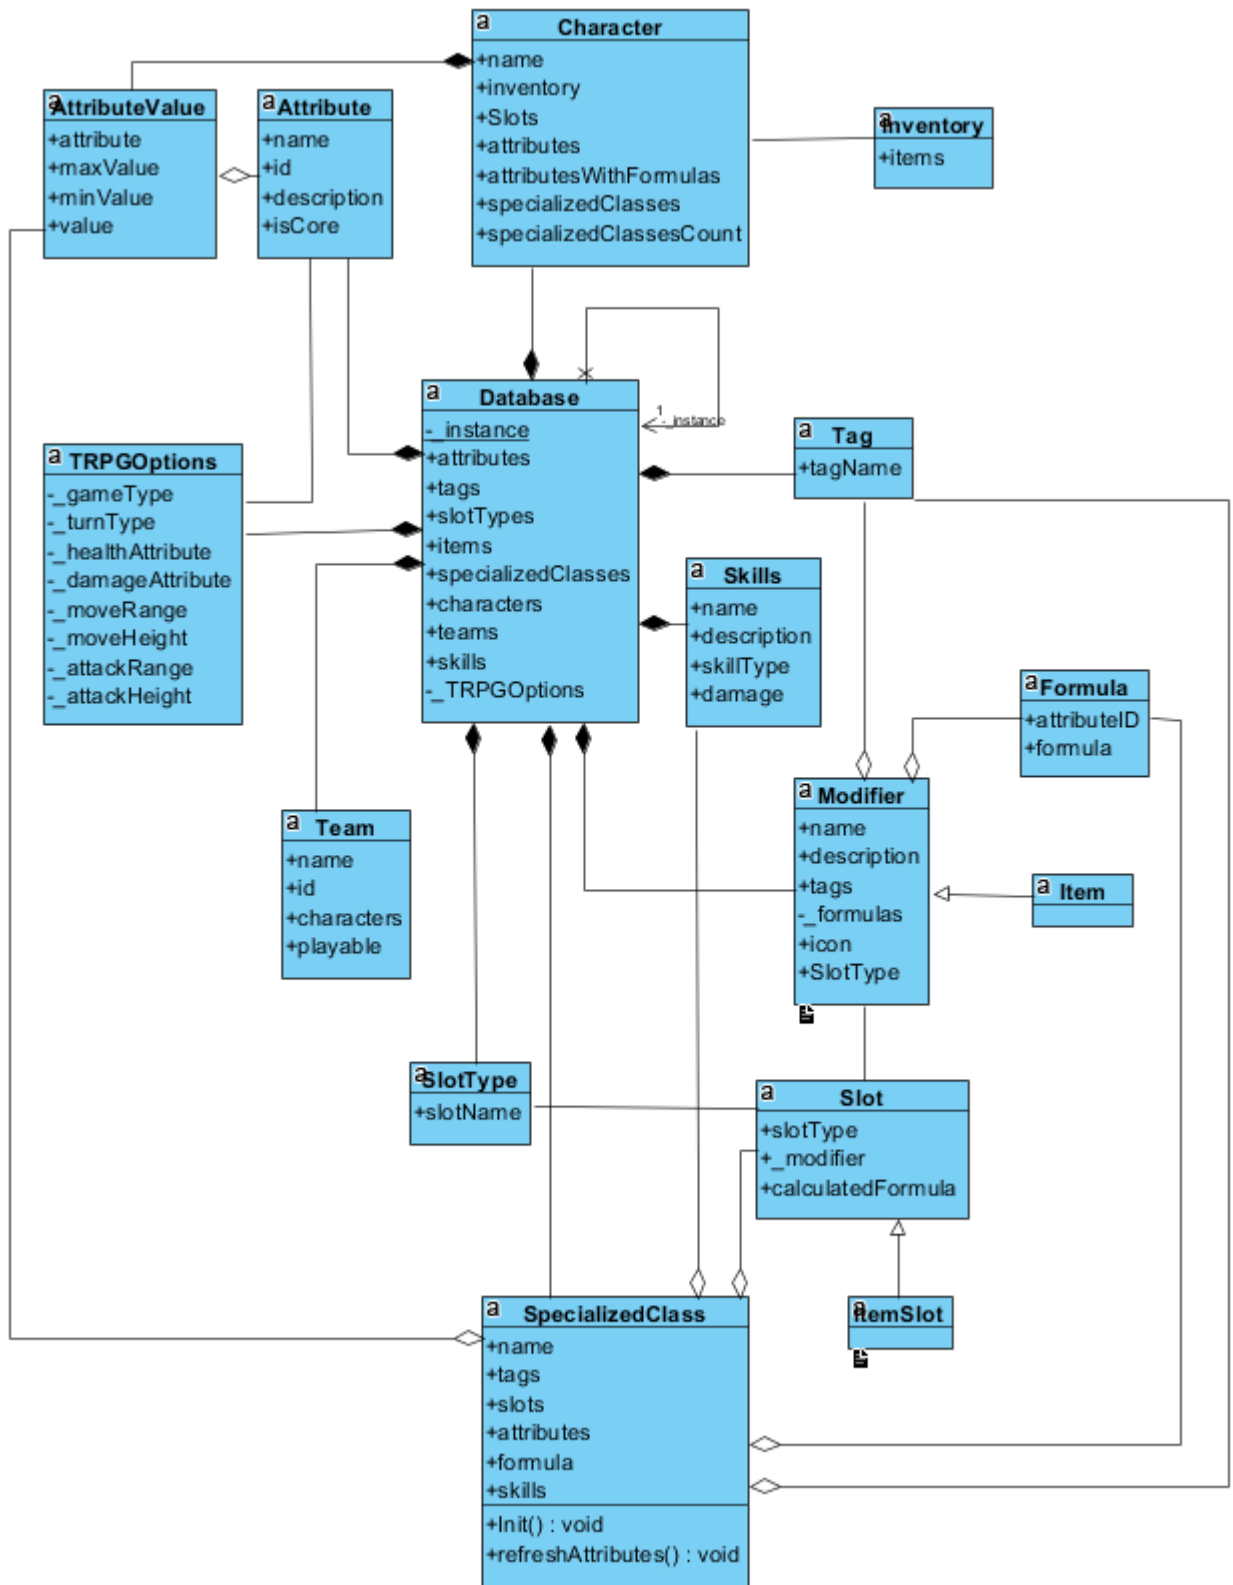 a
Character
+name
+inventory
+Slots
+attributes
+attributesWithFormulas
+specializedClasses
+specializedClassesCount
a
AttributeValue
+attribute
+maxValue
+minValue
+value
a
Attribute
+name
+id
+description
+isCore
a
Inventory
+items
a
Database
-_instance
+attributes
+tags
+slotTypes
+items
+specializedClasses
+characters
+teams
+skills
-_TRPGOptions
1
-_instance
a
Tag
+tagName
a
TRPGOptions
-_gameType
-_turnType
-_healthAttribute
-_damageAttribute
-_moveRange
-_moveHeight
-_attackRange
-_attackHeight
a
Skills
+name
+description
+skillType
+damage
a
Formula
+attributeID
+formula
a
Modifier
+name
+description
+tags
-_formulas
+icon
+SlotType
a
Item
a
Team
+name
+id
+characters
+playable
a
SlotType
+slotName
a
Slot
+slotType
+_modifier
+calculatedFormula
a
ItemSlot
a
SpecializedClass
+name
+tags
+slots
+attributes
+formula
+skills
+Init() : void
+refreshAttributes() : void